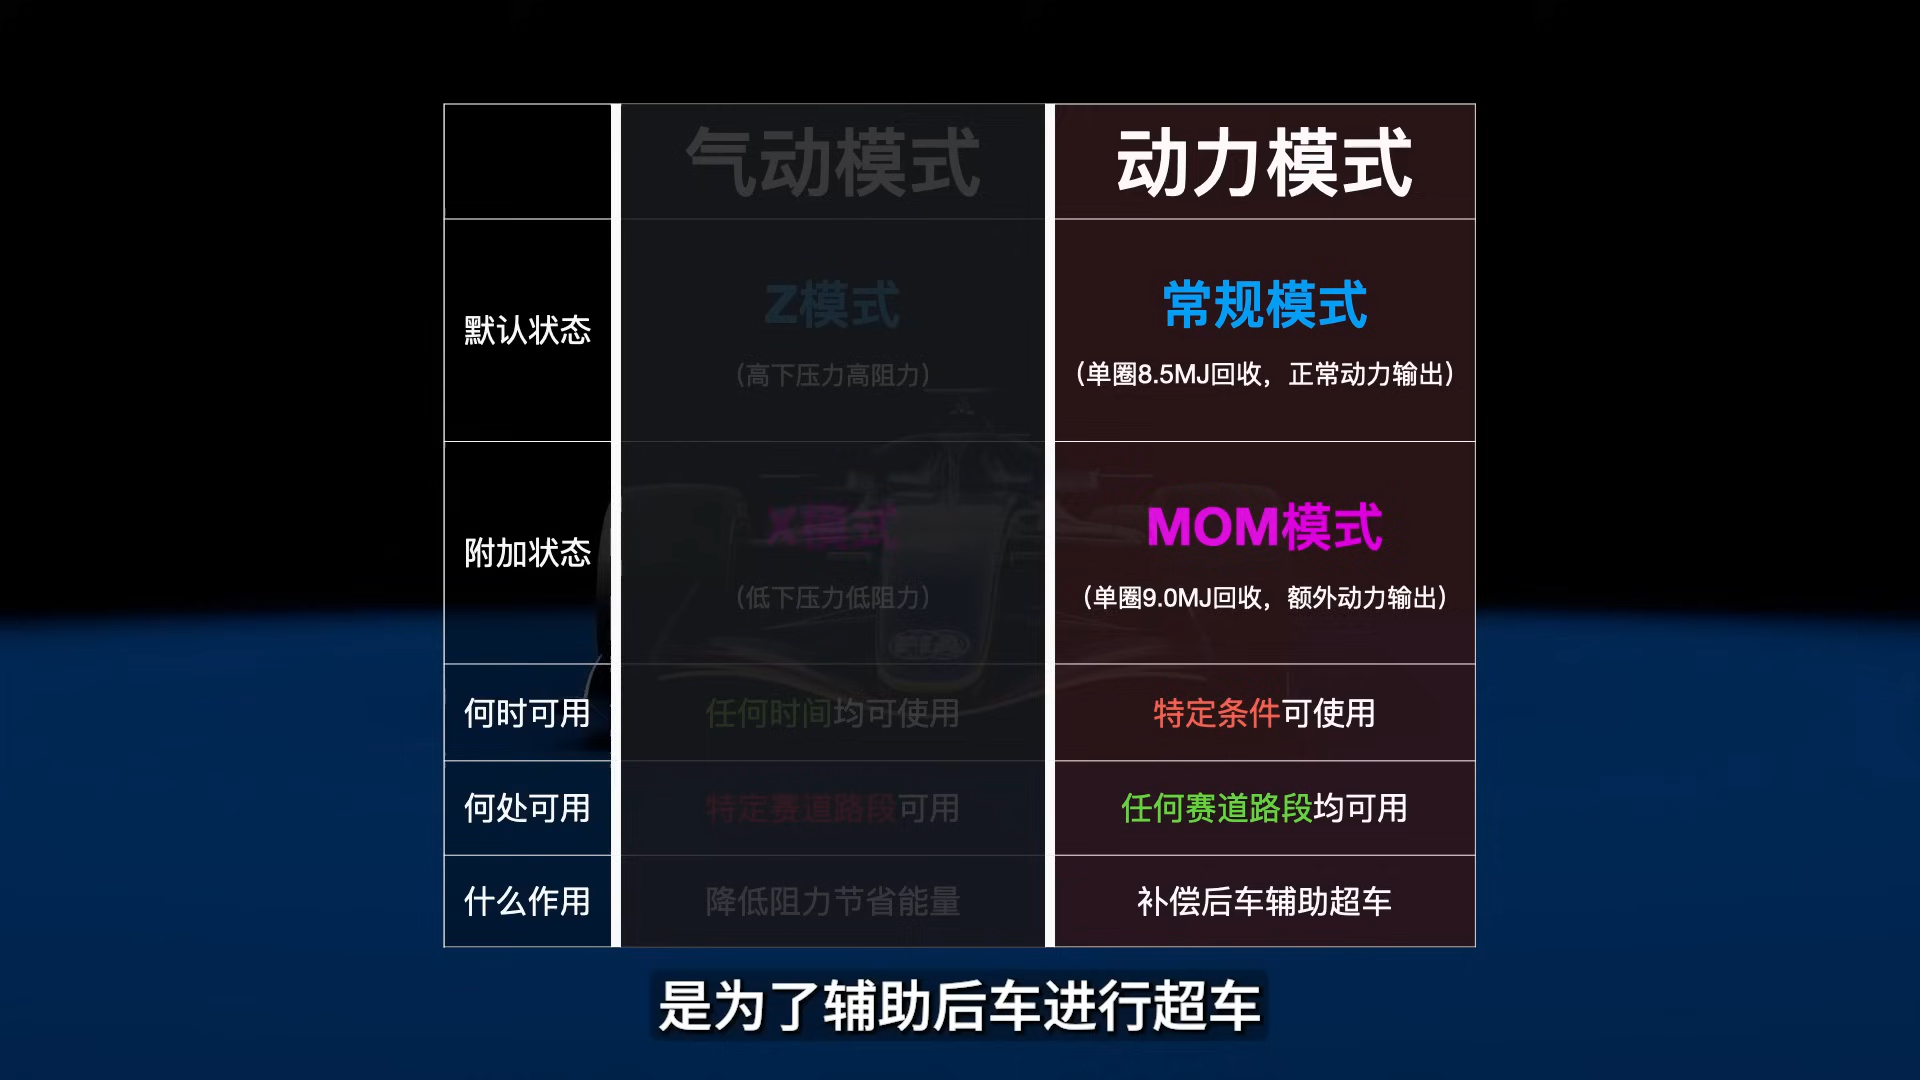 气动模式
动力模式
默认状态
Z模式
（高下压力高阻力）
常规模式
（单圈8.5MJ回收，正常动力输出）
附加状态
X模式
（低下压力低阻力）
MOM模式
（单圈9.0MJ回收，额外动力输出）
何时可用
任何时间均可使用
特定条件可使用
何处可用
特定赛道路段可用
任何赛道路段均可用
什么作用
降低阻力节省能量
补偿后车辅助超车
是为了辅助后车进行超车